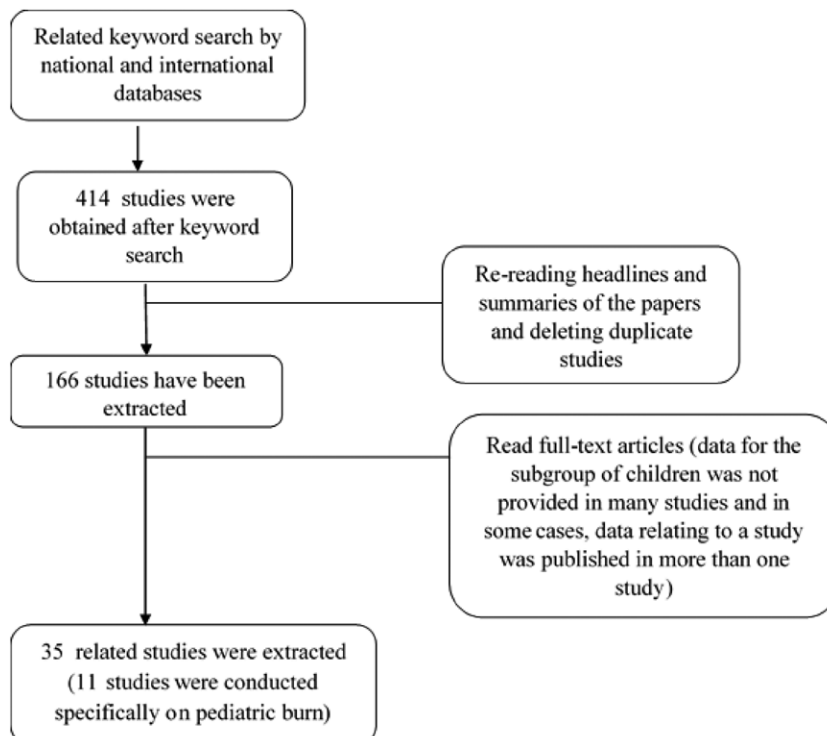 Related keyword search by
national and international
databases
414 studies were
obtained after keyword
search
Re-reading headlines and
summaries of the papers
and deleting duplicate
studies
166 studies have been
extracted
Read full-text articles (data for the
subgroup of children was not
provided in many studies and in
some cases, data relating to a study
was published in more than one
study)
35 related studies were extracted
(11 studies were conducted
specifically on pediatric burn)